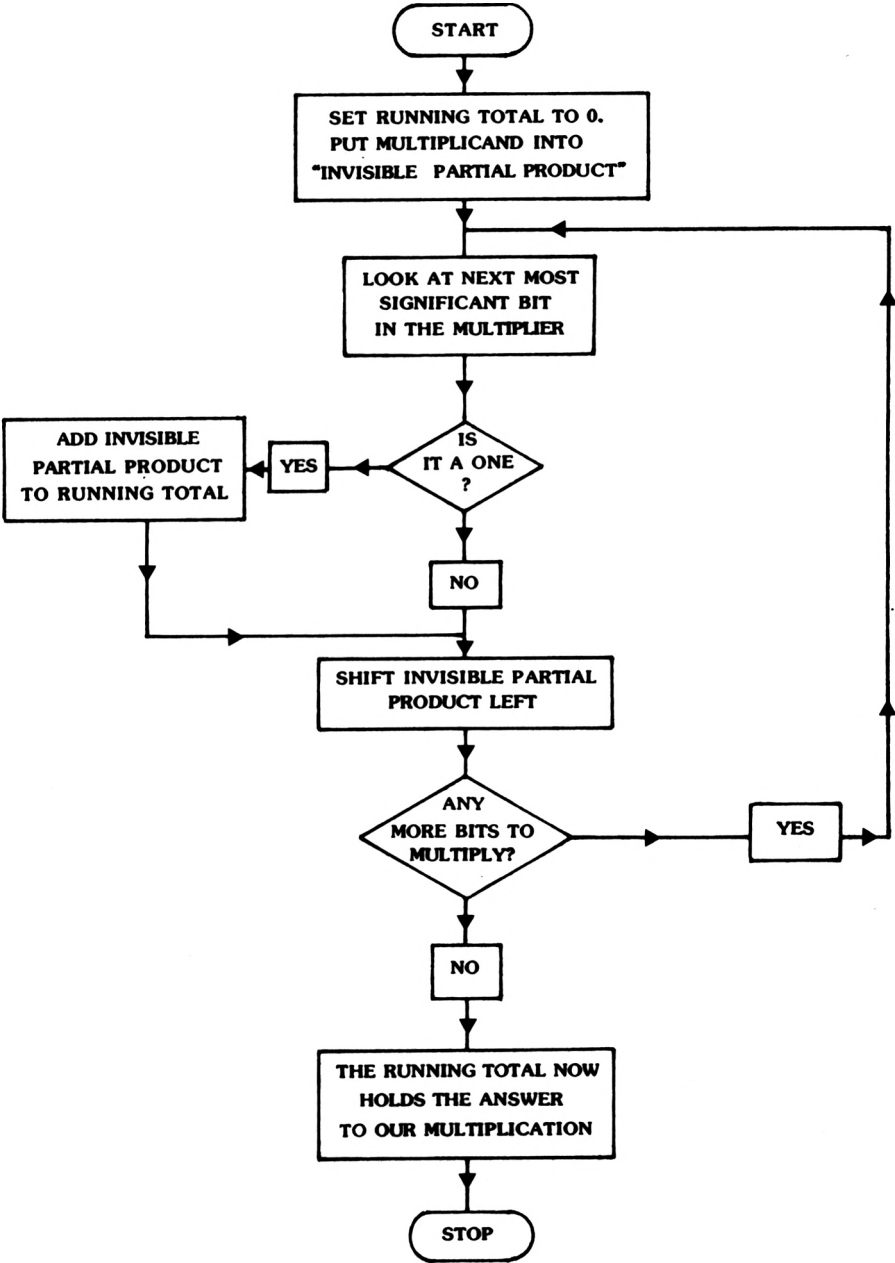 START
SET RUNNING TOTAL TO 0.
PUT MULTIPLICAND INTO
"INVISIBLE PARTIAL PRODUCT"
LOOK AT NEXT MOST
SIGNIFICANT BIT
IN THE MULTIPLIER
IS
IT A ONE
?
YES
ADD INVISIBLE
PARTIAL PRODUCT
TO RUNNING TOTAL
NO
SHIFT INVISIBLE PARTIAL
PRODUCT LEFT
ANY
MORE BITS TO
MULTIPLY?
YES
NO
THE RUNNING TOTAL NOW
HOLDS THE ANSWER
TO OUR MULTIPLICATION
STOP